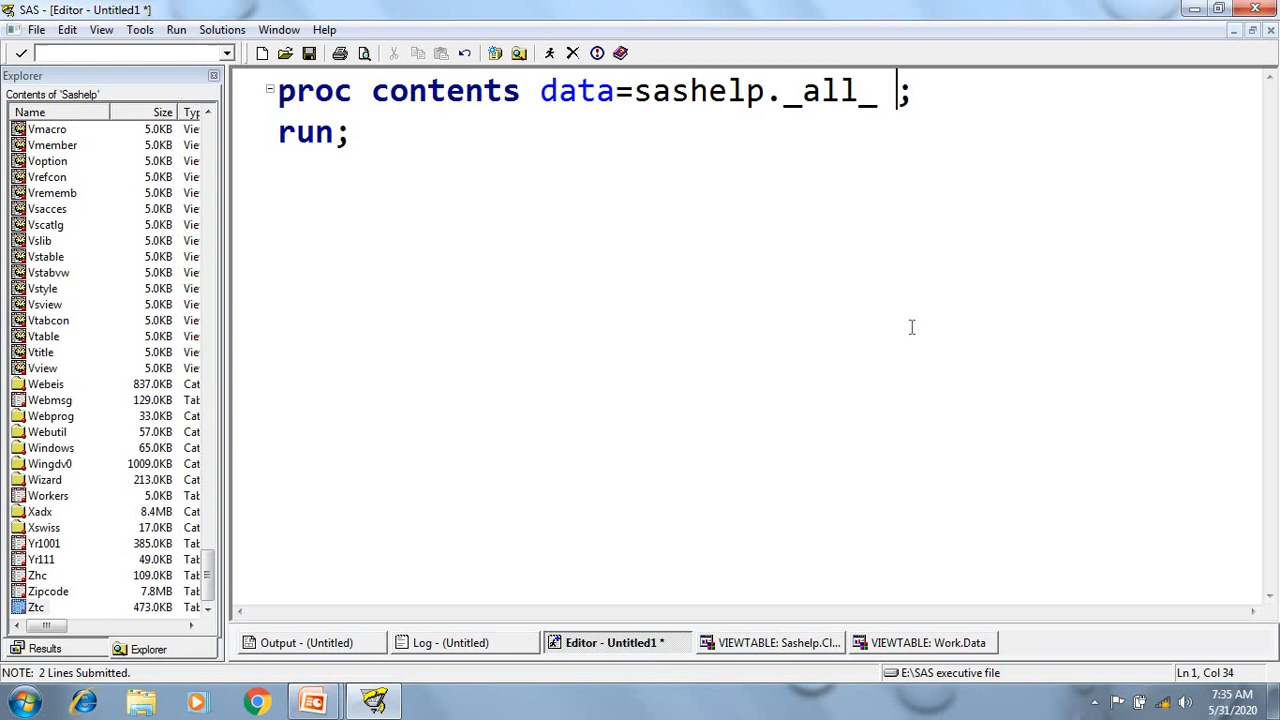 SAS - [Editor - Untitled1 *]
File Edit View Tools Run Solutions Window Help
Explorer
Contents of 'Sashelp'
Name Size Typ
Vmacro 5.0KB Vie
Vmember 5.0KB Vie
Voption 5.0KB Vie
Vrefcon 5.0KB Vie
Vrememb 5.0KB Vie
Vsacces 5.0KB Vie
Vscatlg 5.0KB Vie
Vslib 5.0KB Vie
Vstable 5.0KB Vie
Vstabvw 5.0KB Vie
Vstyle 5.0KB Vie
Vsview 5.0KB Vie
Vtabcon 5.0KB Vie
Vtable 5.0KB Vie
Vtitle 5.0KB Vie
Vview 5.0KB Vie
Webeis 837.0KB Cat
Webmsg 129.0KB Tab
Webprog 33.0KB Cat
Webutil 57.0KB Cat
Windows 65.0KB Cat
Wingdv0 1009.0KB Cat
Wizard 213.0KB Cat
Workers 5.0KB Tab
Xadx 8.4MB Cat
Xswiss 17.0KB Cat
Yr1001 385.0KB Tab
Yr111 49.0KB Tab
Zhc 109.0KB Tab
Zipcode 7.8MB Tab
Ztc 473.0KB Tab
Results Explorer
proc contents data=sashelp._all_ ;
run;
Output - (Untitled) Log - (Untitled) Editor - Untitled1 * VIEWTABLE: Sashelp.Cl... VIEWTABLE: Work.Data
NOTE: 2 Lines Submitted. E:\SAS executive file Ln 1, Col 34
7:35 AM
5/31/2020